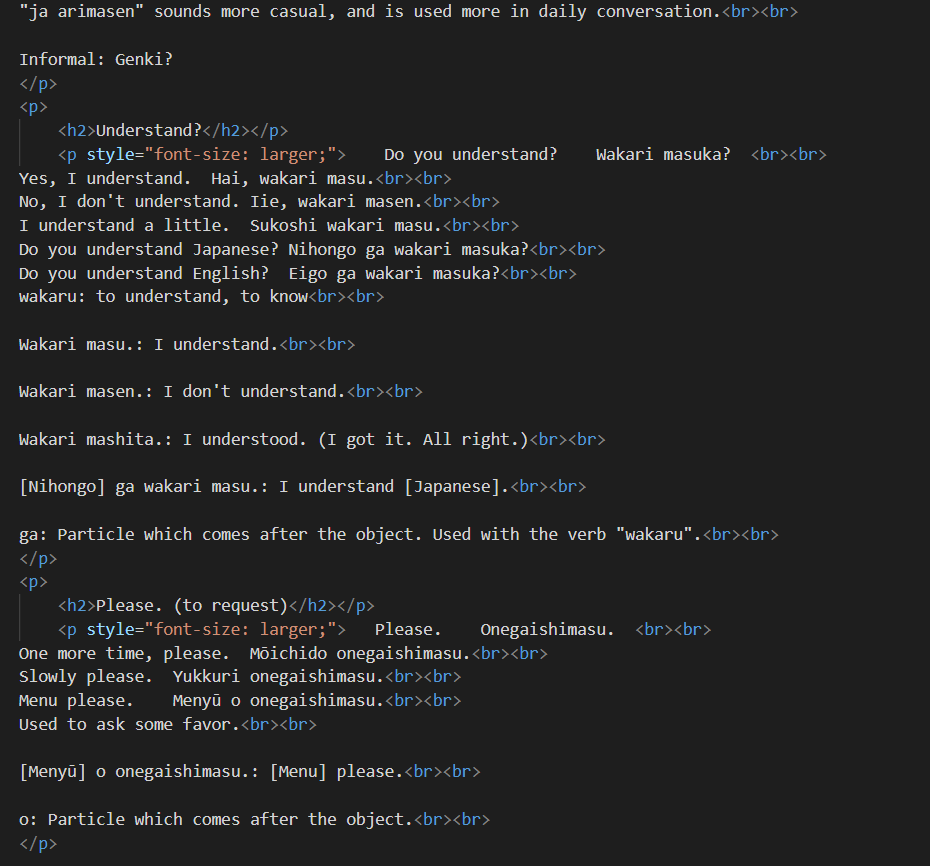 "ja arimasen" sounds more casual, and is used more in daily conversation.<br><br>
Informal: Genki?
</p>
<p>
<h2>Understand?</h2></p>
<p style="font-size: larger;">    Do you understand?    Wakari masuka?  <br><br>
Yes, I understand.  Hai, wakari masu.<br><br>
No, I don't understand. Iie, wakari masen.<br><br>
I understand a little.  Sukoshi wakari masu.<br><br>
Do you understand Japanese? Nihongo ga wakari masuka?<br><br>
Do you understand English?  Eigo ga wakari masuka?<br><br>
wakaru: to understand, to know<br><br>
Wakari masu.: I understand.<br><br>
Wakari masen.: I don't understand.<br><br>
Wakari mashita.: I understood. (I got it. All right.)<br><br>
[Nihongo] ga wakari masu.: I understand [Japanese].<br><br>
ga: Particle which comes after the object. Used with the verb "wakaru".<br><br>
</p>
<p>
<h2>Please. (to request)</h2></p>
<p style="font-size: larger;">   Please.    Onegaishimasu.  <br><br>
One more time, please.  Mōichido onegaishimasu.<br><br>
Slowly please.  Yukkuri onegaishimasu.<br><br>
Menu please.    Menyū o onegaishimasu.<br><br>
Used to ask some favor.<br><br>
[Menyū] o onegaishimasu.: [Menu] please.<br><br>
o: Particle which comes after the object.<br><br>
</p>